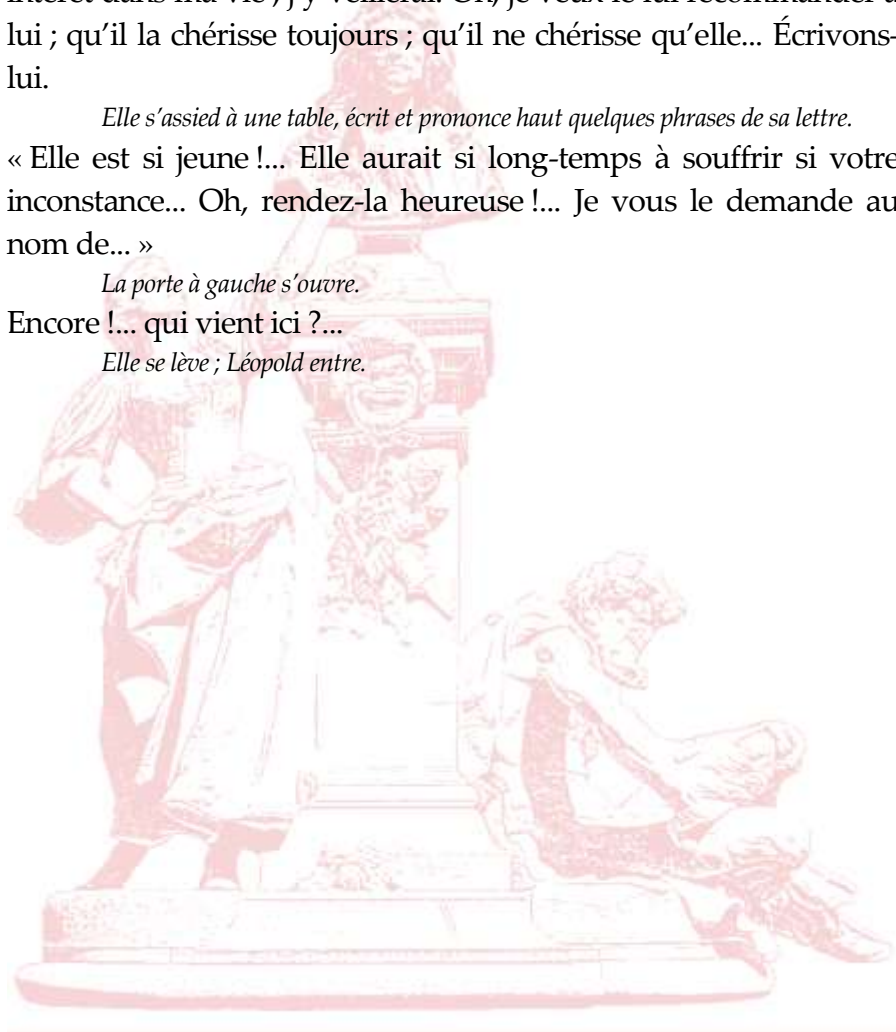 lui ; qu'il la chérisse toujours ; qu'il ne chérisse qu'elle... Écrivons-
lui.
Elle s'assied à une table, écrit et prononce haut quelques phrases de sa lettre.
« Elle est si jeune !... Elle aurait si long-temps à souffrir si votre
inconstance... Oh, rendez-la heureuse !... Je vous le demande au
nom de... »
La porte à gauche s'ouvre.
Encore !... qui vient ici ?...
Elle se lève ; Léopold entre.